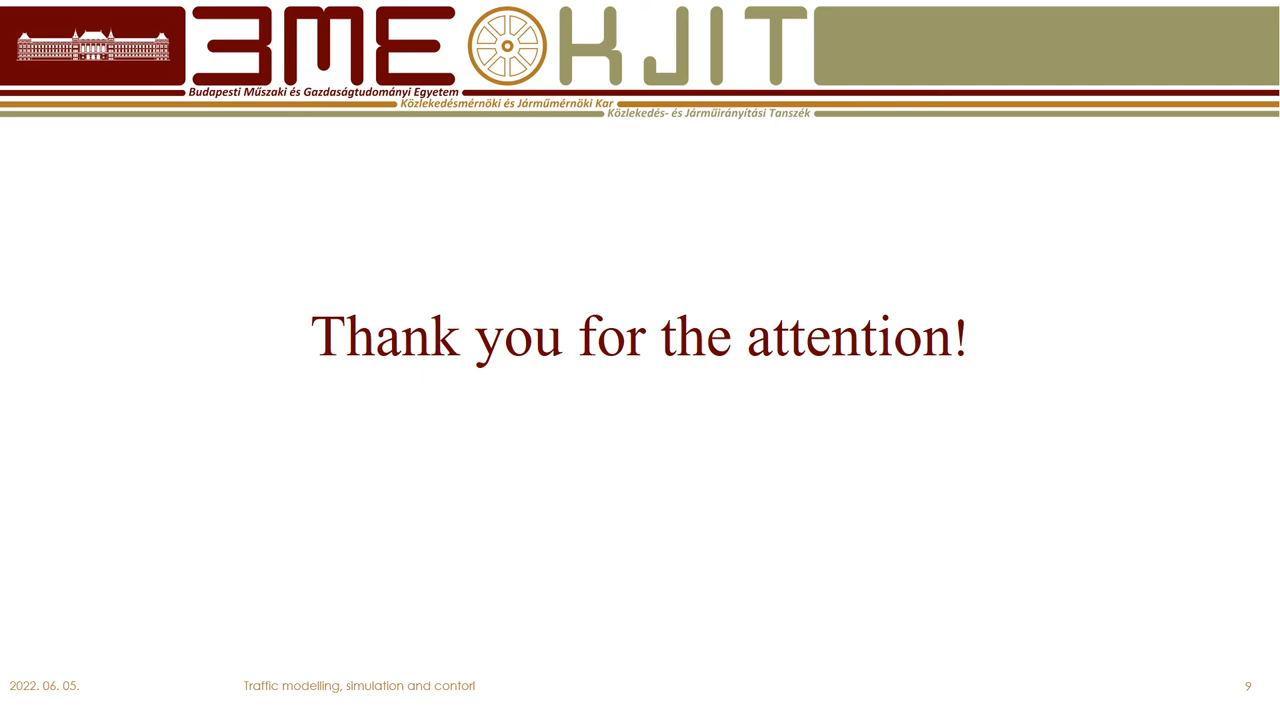 BME KJIT
Budapesti Műszaki és Gazdaságtudományi Egyetem
Közlekedésmérnöki és Járműmérnöki Kar
Közlekedés- és Járműirányítási Tanszék
Thank you for the attention!
2022. 06. 05.
Traffic modelling, simulation and contorl
9